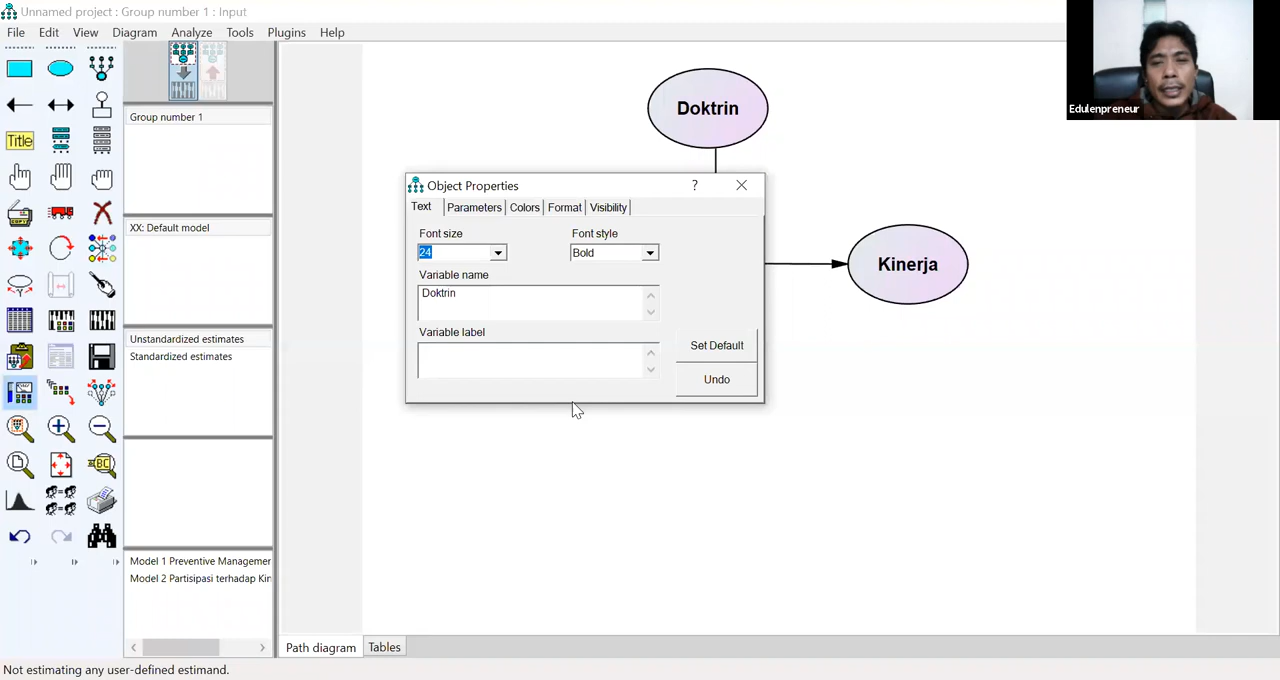 Unnamed project : Group number 1 : Input
File Edit View Diagram Analyze Tools Plugins Help
Edulenpreneur
Title
Group number 1
XX: Default model
Unstandardized estimates
Standardized estimates
Model 1 Preventive Managemer
Model 2 Partisipasi terhadap Kin
Doktrin
Kinerja
Object Properties ?
Text Parameters Colors Format Visibility
Font size Font style
24 Bold
Variable name
Doktrin
Variable label
Set Default
Undo
COPY
ABC
Path diagram Tables
Not estimating any user-defined estimand.